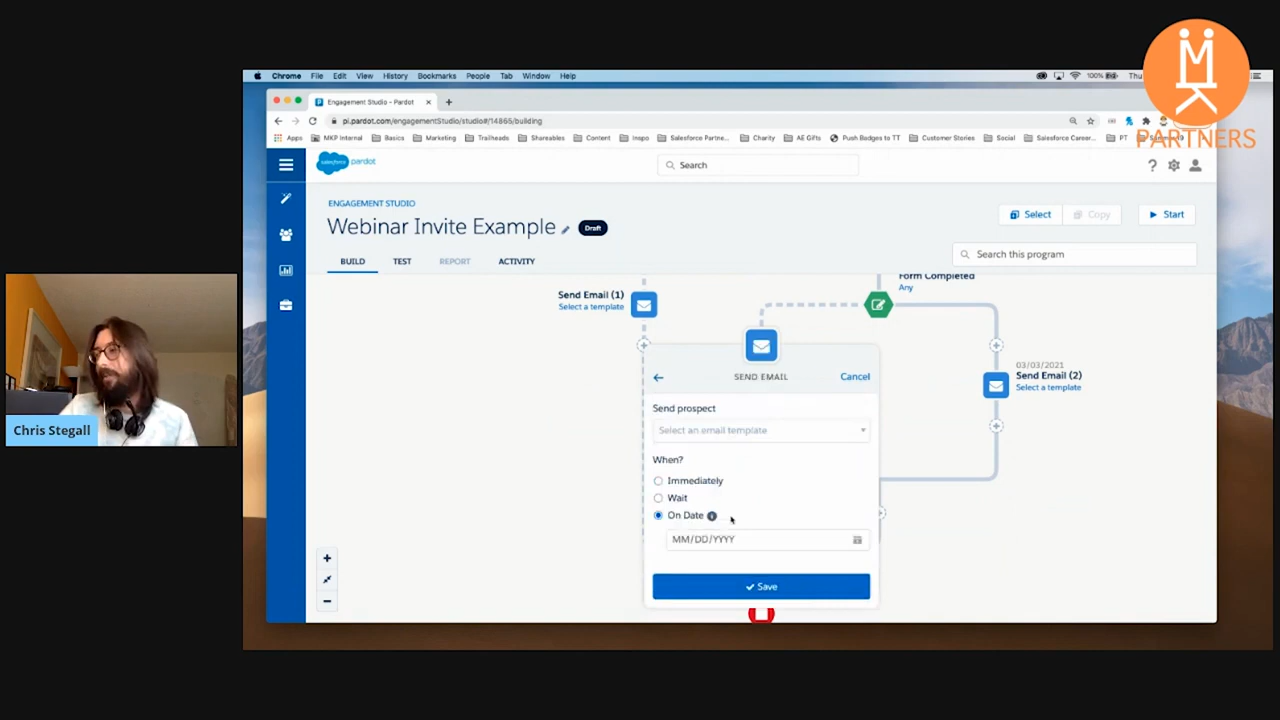 Chrome File Edit View History Bookmarks People Tab Window Help
100%
Thu
Engagement Studio - Pardot
pi.pardot.com/engagementStudio/studio#/14865/building
Apps MKP Internal Basics Marketing Trailheads Shareables Content Inspo Salesforce Partne... Charity AE Gifts Push Badges to TT Customer Stories Social Salesforce Career... PT
PARTNERS
salesforce pardot
Search
ENGAGEMENT STUDIO
Webinar Invite Example
Draft
Select
Copy
Start
BUILD TEST REPORT ACTIVITY
Search this program
Form Completed
Any
Send Email (1)
Select a template
03/03/2021
Send Email (2)
Select a template
SEND EMAIL
Cancel
Send prospect
Select an email template
When?
Immediately
Wait
On Date
MM/DD/YYYY
Save
Chris Stegall